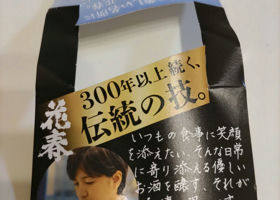 300年以上続く、
伝統の技。
花春
いつもの食事に笑顔
を添えたい。そんな日常
に寄り添える優しい
お酒を醸す。それが